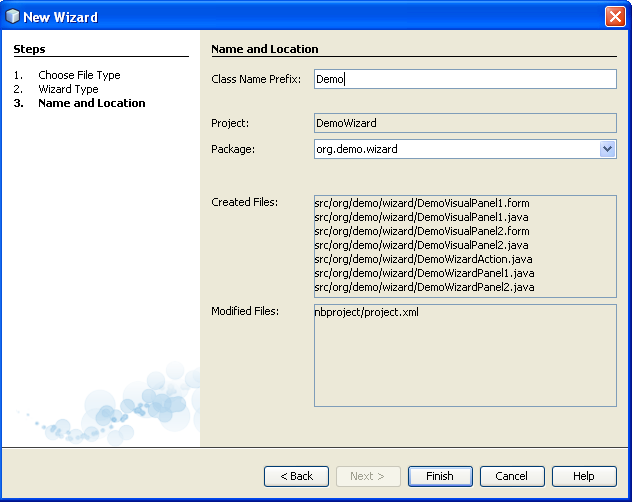 New Wizard
Steps
1. Choose File Type
2. Wizard Type
3. Name and Location
Name and Location
Class Name Prefix: Demo
Project: DemoWizard
Package: org.demo.wizard
Created Files: src/org/demo/wizard/DemoVisualPanel1.form
src/org/demo/wizard/DemoVisualPanel1.java
src/org/demo/wizard/DemoVisualPanel2.form
src/org/demo/wizard/DemoVisualPanel2.java
src/org/demo/wizard/DemoWizardAction.java
src/org/demo/wizard/DemoWizardPanel1.java
src/org/demo/wizard/DemoWizardPanel2.java
Modified Files: nbproject/project.xml
< Back Next > Finish Cancel Help